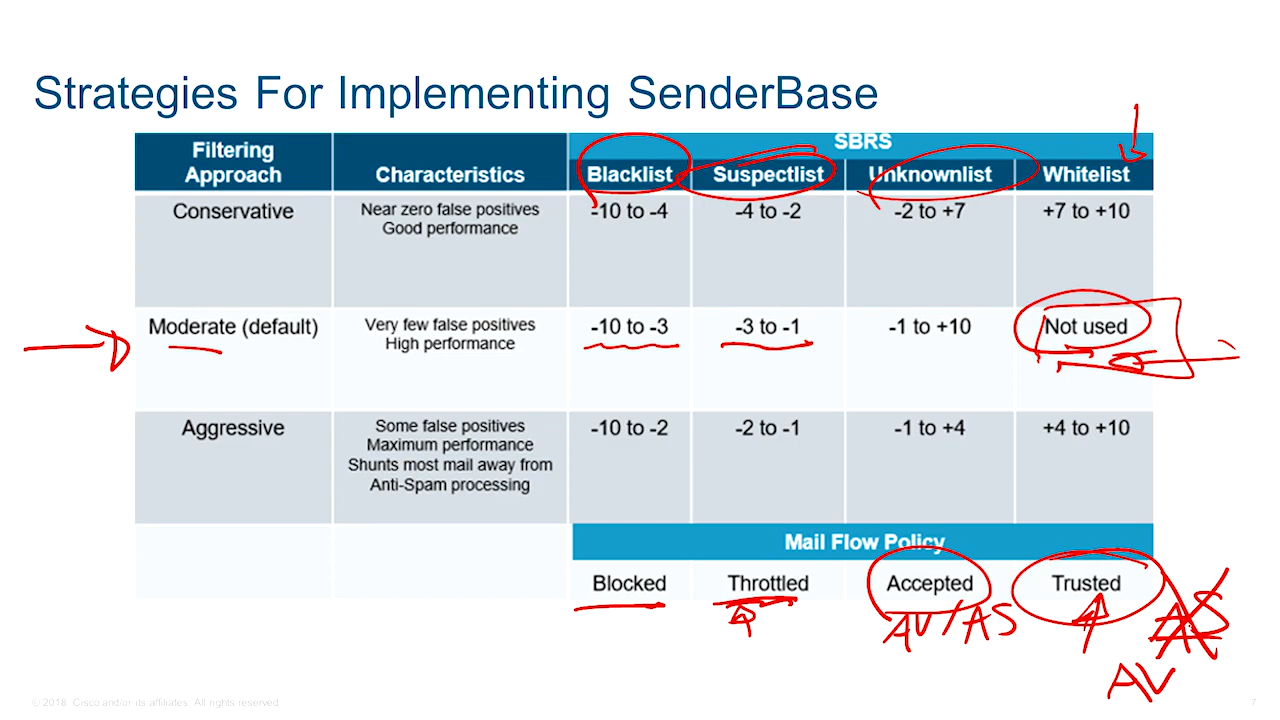 Strategies For Implementing SenderBase
SBRS
Filtering
Approach
Characteristics
Blacklist
Suspectlist
Unknownlist
Whitelist
Conservative
Near zero false positives
Good performance
-10 to -4
-4 to -2
-2 to +7
+7 to +10
Moderate (default)
Very few false positives
High performance
-10 to -3
-3 to -1
-1 to +10
Not used
Aggressive
Some false positives
Maximum performance
Shunts most mail away from
Anti-Spam processing
-10 to -2
-2 to -1
-1 to +4
+4 to +10
Mail Flow Policy
Blocked
Throttled
Accepted
Trusted
AV/AS
AS
AV
© 2018 Cisco and/or its affiliates. All rights reserved
7